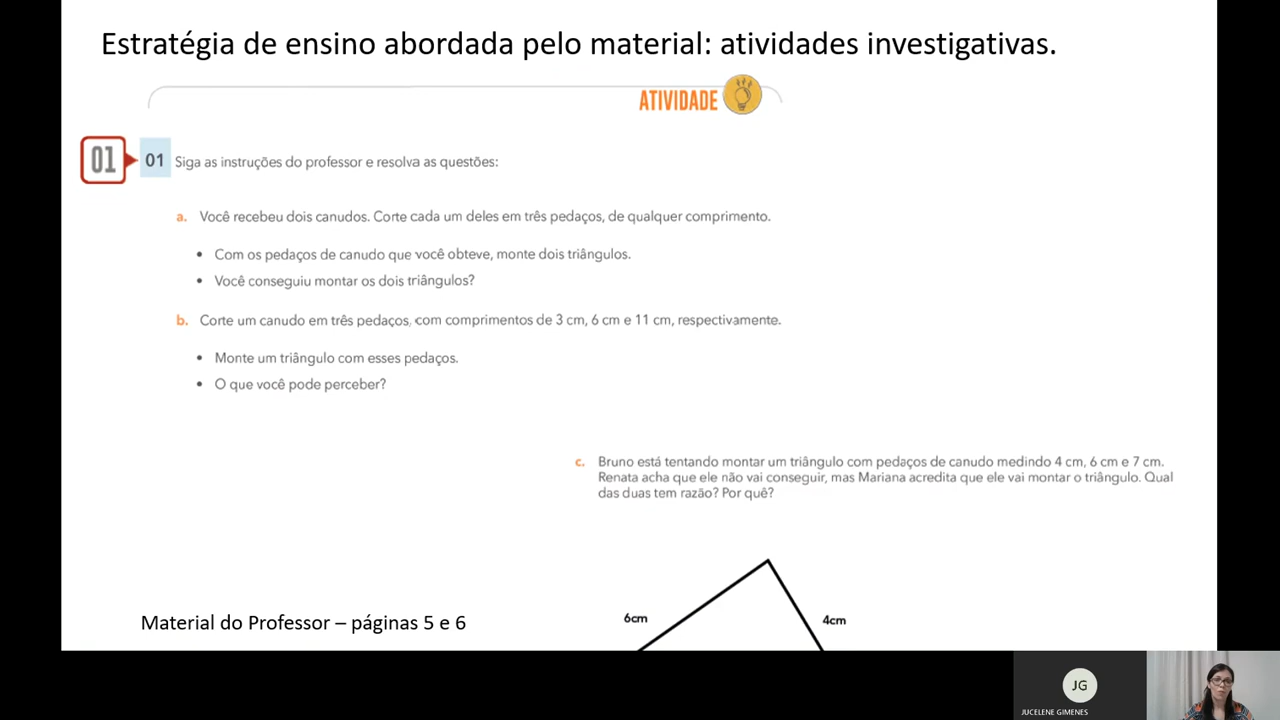 Estratégia de ensino abordada pelo material: atividades investigativas.
ATIVIDADE
01
01 Siga as instruções do professor e resolva as questões:
a. Você recebeu dois canudos. Corte cada um deles em três pedaços, de qualquer comprimento.
• Com os pedaços de canudo que você obteve, monte dois triângulos.
• Você conseguiu montar os dois triângulos?
b. Corte um canudo em três pedaços, com comprimentos de 3 cm, 6 cm e 11 cm, respectivamente.
• Monte um triângulo com esses pedaços.
• O que você pode perceber?
c. Bruno está tentando montar um triângulo com pedaços de canudo medindo 4 cm, 6 cm e 7 cm.
Renata acha que ele não vai conseguir, mas Mariana acredita que ele vai montar o triângulo. Qual
das duas tem razão? Por quê?
6cm
4cm
Material do Professor – páginas 5 e 6
JG
JUCELENE GIMENES